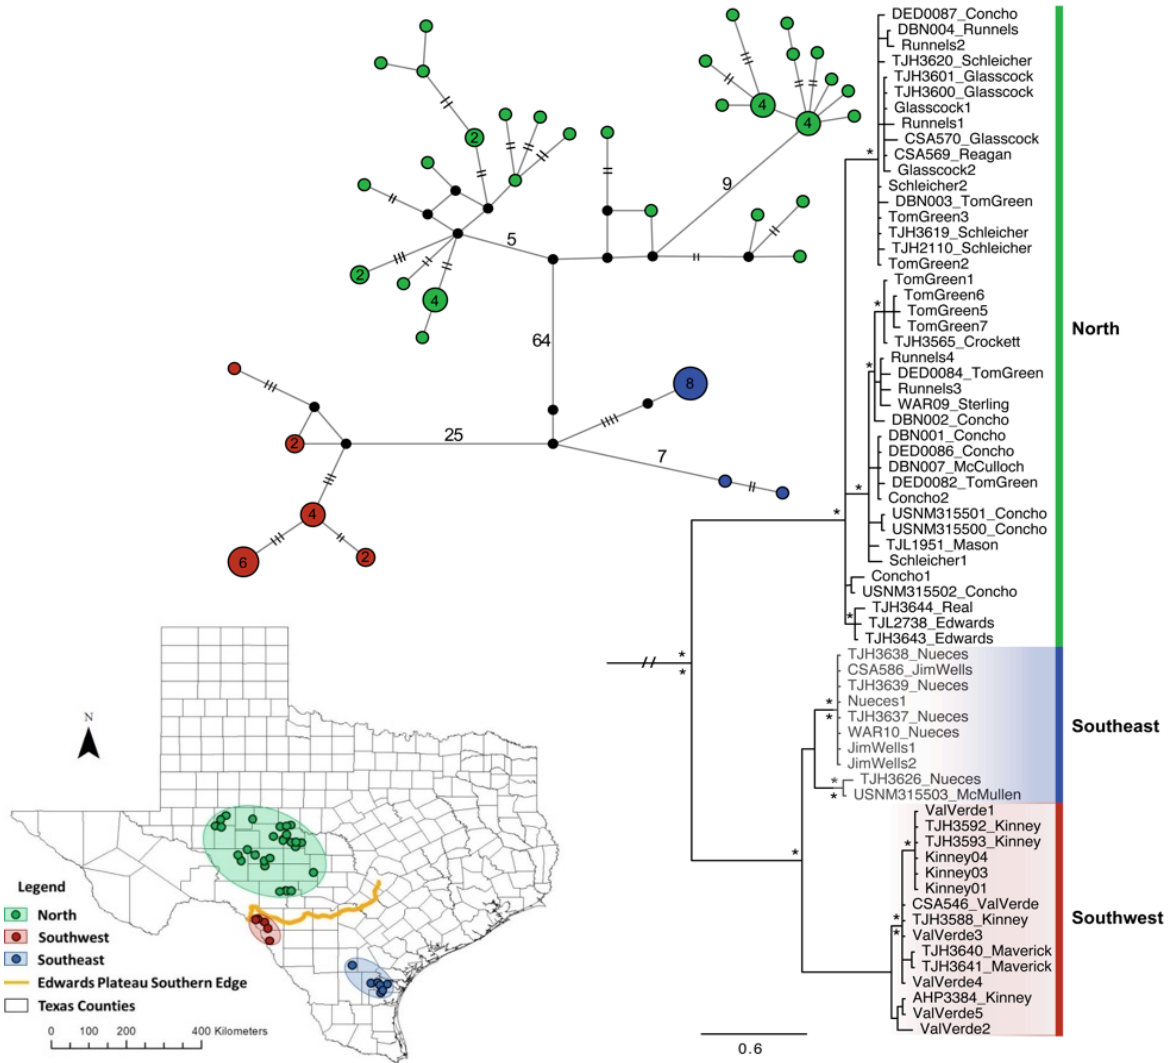 4
4
2
9
5
2
4
64
8
2
25
7
4
6
2
DED0087_Concho
DBN004_Runnels
Runnels2
TJH3620_Schleicher
TJH3601_Glasscock
TJH3600_Glasscock
Glasscock1
Runnels1
CSA570_Glasscock
CSA569_Reagan
Glasscock2
Schleicher2
DBN003_TomGreen
TomGreen3
TJH3619_Schleicher
TJH2110_Schleicher
TomGreen2
TomGreen1
TomGreen6
TomGreen5
TomGreen7
TJH3565_Crockett
Runnels4
DED0084_TomGreen
Runnels3
WAR09_Sterling
DBN002_Concho
DBN001_Concho
DED0086_Concho
DBN007_McCulloch
DED0082_TomGreen
Concho2
USNM315501_Concho
USNM315500_Concho
TJL1951_Mason
Schleicher1
Concho1
USNM315502_Concho
TJH3644_Real
TJL2738_Edwards
TJH3643_Edwards
North
TJH3638_Nueces
CSA586_JimWells
TJH3639_Nueces
Nueces1
TJH3637_Nueces
WAR10_Nueces
JimWells1
JimWells2
TJH3626_Nueces
USNM315503_McMullen
Southeast
ValVerde1
TJH3592_Kinney
TJH3593_Kinney
Kinney04
Kinney03
Kinney01
CSA546_ValVerde
TJH3588_Kinney
ValVerde3
TJH3640_Maverick
TJH3641_Maverick
ValVerde4
AHP3384_Kinney
ValVerde5
ValVerde2
Southwest
0.6
N
Legend
North
Southwest
Southeast
Edwards Plateau Southern Edge
Texas Counties
0 100 200 400 Kilometers